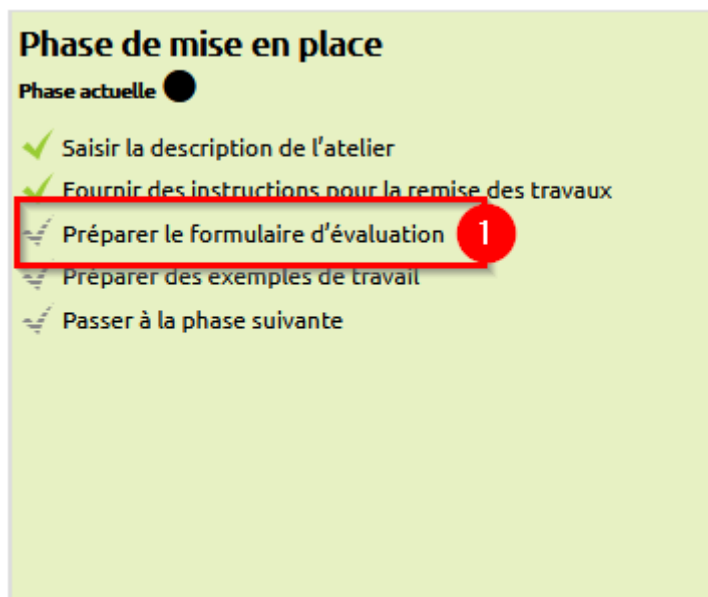 Phase de mise en place
Phase actuelle
Saisir la description de l’atelier
Fournir des instructions pour la remise des travaux
Préparer le formulaire d’évaluation 1
Préparer des exemples de travail
Passer à la phase suivante